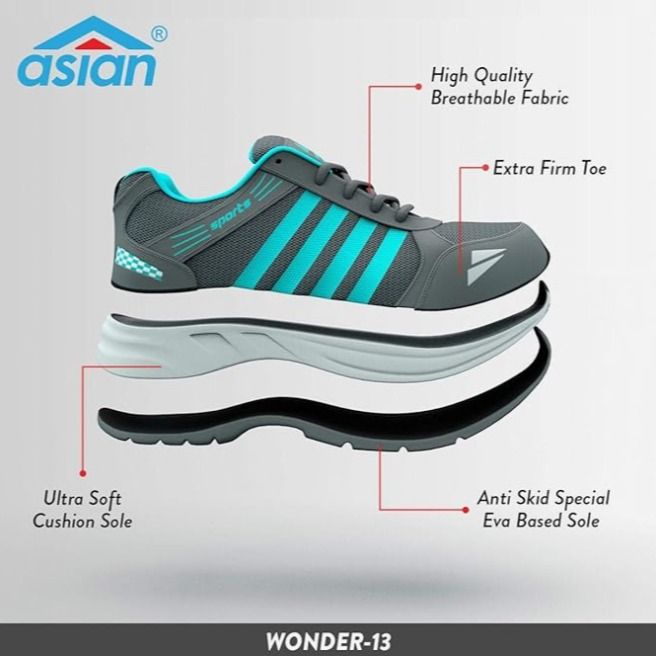 asian®
High Quality
Breathable Fabric
Extra Firm Toe
sports
Ultra Soft
Cushion Sole
Anti Skid Special
Eva Based Sole
WONDER-13